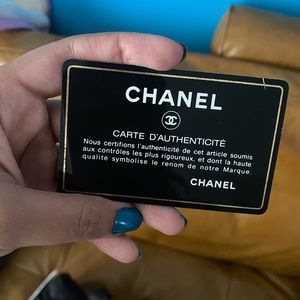 CHANEL
CARTE D'AUTHENTICITÉ
Nous certifions l'authenticité de cet article soumis
aux contrôles les plus rigoureux, et dont la haute
qualité symbolise le renom de notre Marque.
CHANEL